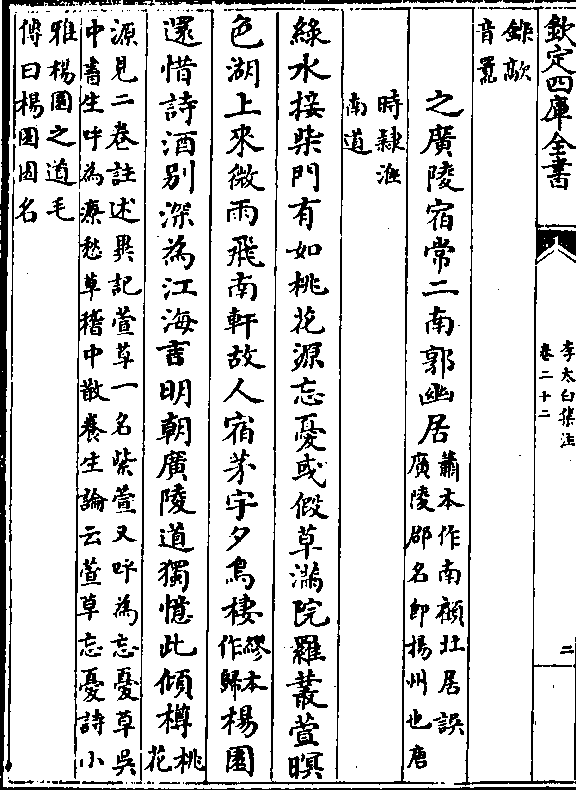 欽定四庫全書
李太白集注
卷二十二
二
歊
音囂
之廣陵宿常二南郭幽居
蕭本作南顧北居誤
廣陵郡名即揚州也唐
時隸淮
南道
綠水接柴門有如桃花源忘憂或假草滿院羅叢萱暝
色湖上來微雨飛南軒故人宿茅宇夕鳥棲繆本作歸楊園
還惜詩酒別深為江海言明朝廣陵道獨憶此傾樽桃花
源見二卷註述異記萱草一名紫萱又呼為忘憂草吳
中書生呼為療愁草稽中散養生論云萱草忘憂詩小
雅楊園之道毛
傳曰楊園園名